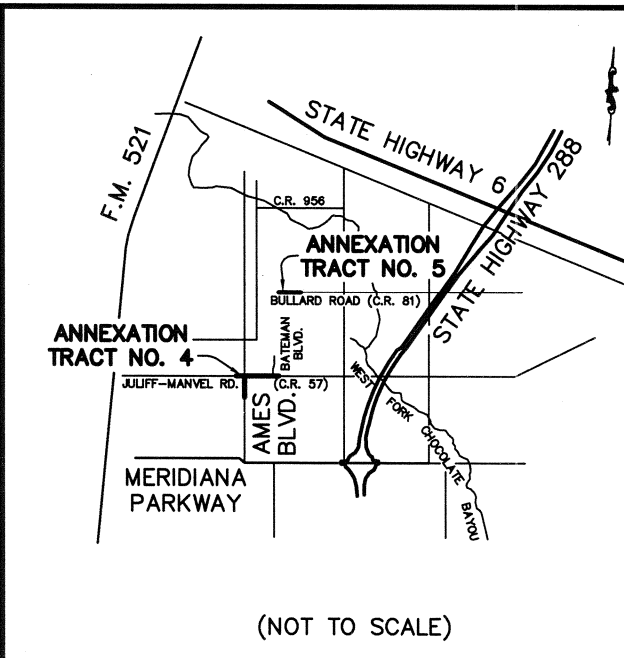 STATE HIGHWAY 6
F.M. 521
STATE HIGHWAY 288
C.R. 956
ANNEXATION
TRACT NO. 5
BULLARD ROAD (C.R. 81)
ANNEXATION
TRACT NO. 4
BATEMAN
BLVD.
JULIFF-MANVEL RD.
(C.R. 57)
AMES
BLVD.
WEST FORK CHOCOLATE BAYOU
MERIDIANA
PARKWAY
(NOT TO SCALE)